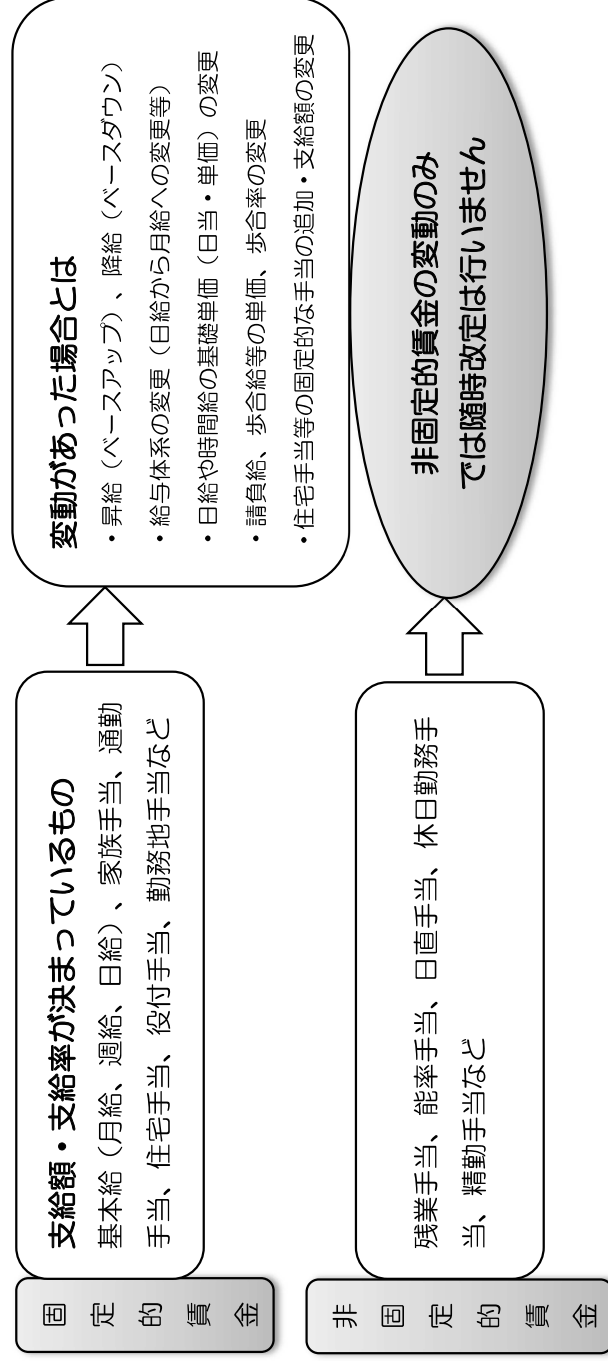 固定的賃金
支給額・支給率が決まっているもの
基本給（月給、週給、日給）、家族手当、通勤
手当、住宅手当、役付手当、勤務地手当など
変動があった場合とは
・昇給（ベースアップ）、降給（ベースダウン）
・給与体系の変更（日給から月給への変更等）
・日給や時間給の基礎単価（日当・単価）の変更
・請負給、歩合給等の単価、歩合率の変更
・住宅手当等の固定的な手当の追加・支給額の変更
非固定的賃金
残業手当、能率手当、日直手当、休日勤務手
当、精勤手当など
非固定的賃金の変動のみ
では随時改定は行いません